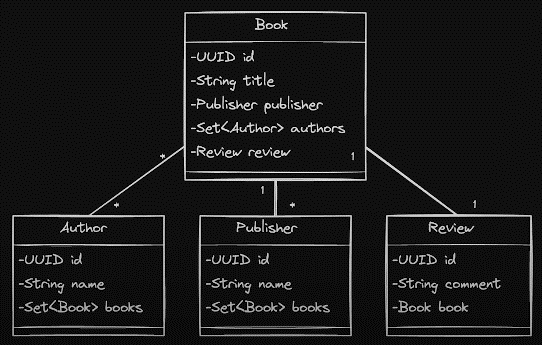 Book
-UUID id
-String title
-Publisher publisher
-Set<Author> authors
-Review review
1
*
*
1
*
1
Author
-UUID id
-String name
-Set<Book> books
Publisher
-UUID id
-String name
-Set<Book> books
Review
-UUID id
-String comment
-Book book